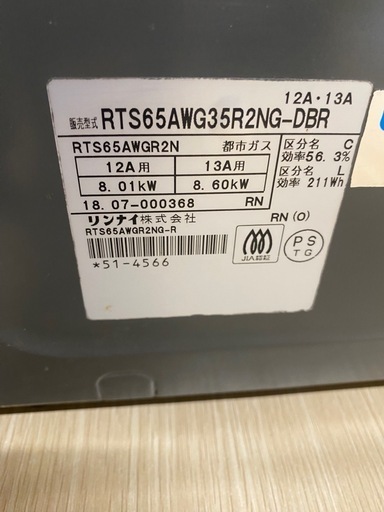 12A・13A
販売型式 RTS65AWG35R2NG-DBR
RTS65AWGR2N 都市ガス 区分名 C
12A用 13A用 効率56.3%
8.01kW 8.60kW 区分名 L
18.07-000368 RN 効率 211Wh
リンナイ株式会社 RN (O)
RTS65AWGR2NG-R
*51-4566
JIA認証
PS
TG